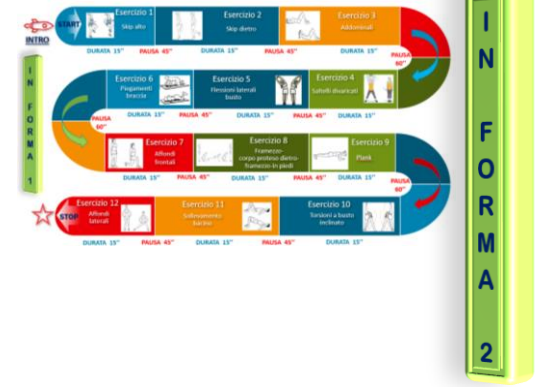 Esercizio 1
Skip alto
Esercizio 2
Skip dietro
Esercizio 3
Addominali
START
INTRO
DURATA 15" PAUSA 45" DURATA 15" PAUSA 45" DURATA 15"
PAUSA
60"
Esercizio 6
Piegamenti
braccia
Esercizio 5
Flessioni laterali
busto
Esercizio 4
Saltelli divaricati
DURATA 15" PAUSA 45" DURATA 15" PAUSA 45" DURATA 15"
PAUSA
60"
Esercizio 7
Affondi
frontali
Esercizio 8
Framezzo-
corpo proteso dietro-
framezzo-in piedi
Esercizio 9
Plank
DURATA 15" PAUSA 45" DURATA 15" PAUSA 45" DURATA 15"
PAUSA
60"
Esercizio 12
Affondi
laterali
Esercizio 11
Sollevamento
bacino
Esercizio 10
Torsioni a busto
inclinato
STOP
DURATA 15" PAUSA 45" DURATA 15" PAUSA 45" DURATA 15"
IN FORMA 1
IN FORMA 2